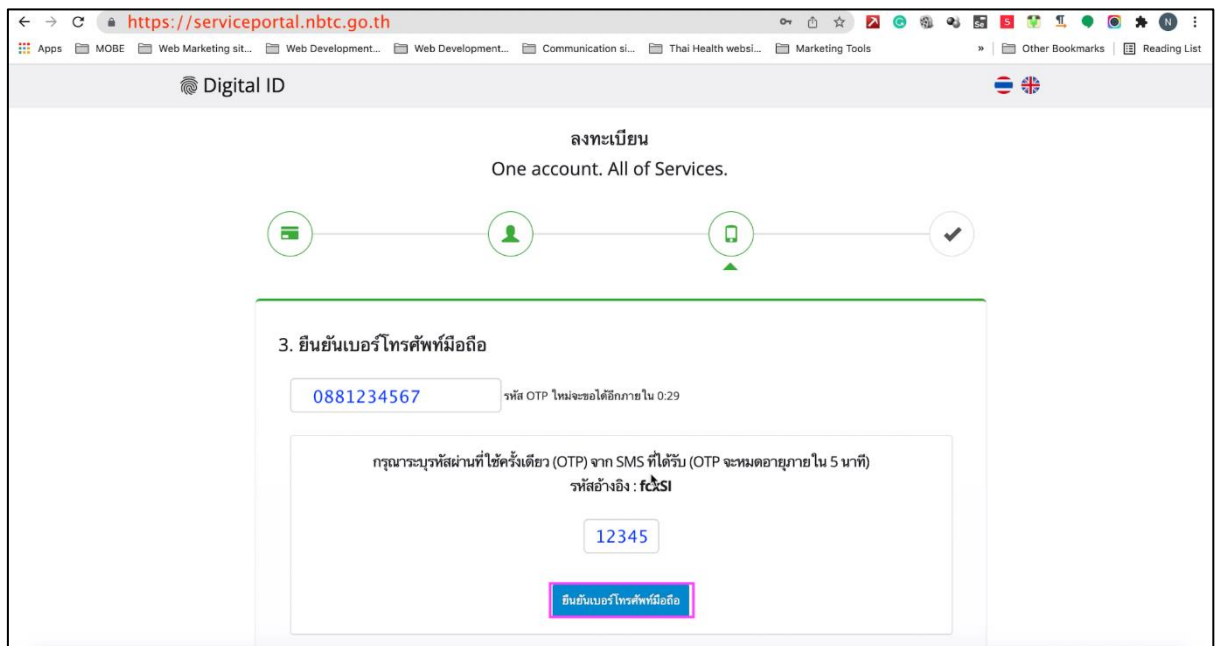 https://serviceportal.nbtc.go.th
Apps MOBE Web Marketing sit... Web Development... Web Development... Communication si... Thai Health websi... Marketing Tools » Other Bookmarks Reading List
Digital ID
ลงทะเบียน
One account. All of Services.
3. ยืนยันเบอร์โทรศัพท์มือถือ
0881234567 รหัส OTP ใหม่จะขอได้อีกภายใน 0:29
กรุณาระบุรหัสผ่านที่ใช้ครั้งเดียว (OTP) จาก SMS ที่ได้รับ (OTP จะหมดอายุภายใน 5 นาที)
รหัสอ้างอิง :
12345
ยืนยันเบอร์โทรศัพท์มือถือ